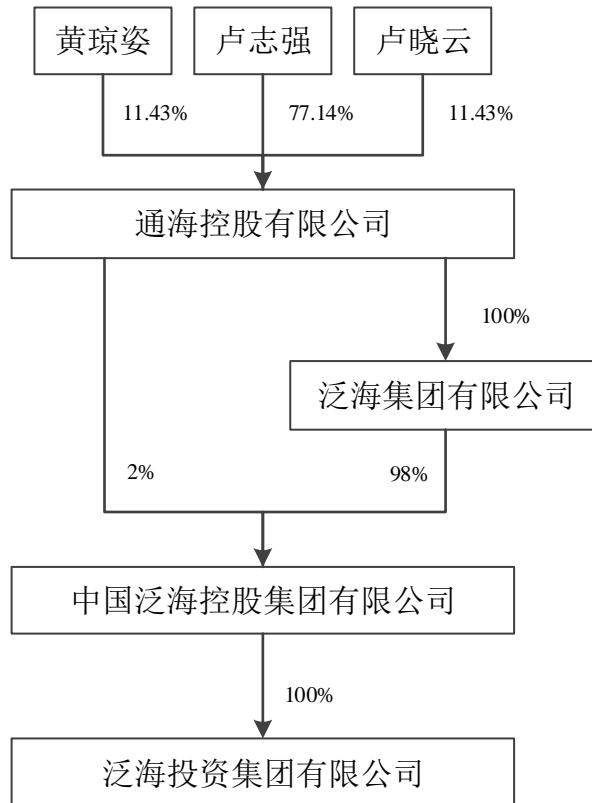 黄琼姿
卢志强
卢晓云
11.43%
77.14%
11.43%
通海控股有限公司
100%
泛海集团有限公司
2%
98%
中国泛海控股集团有限公司
100%
泛海投资集团有限公司